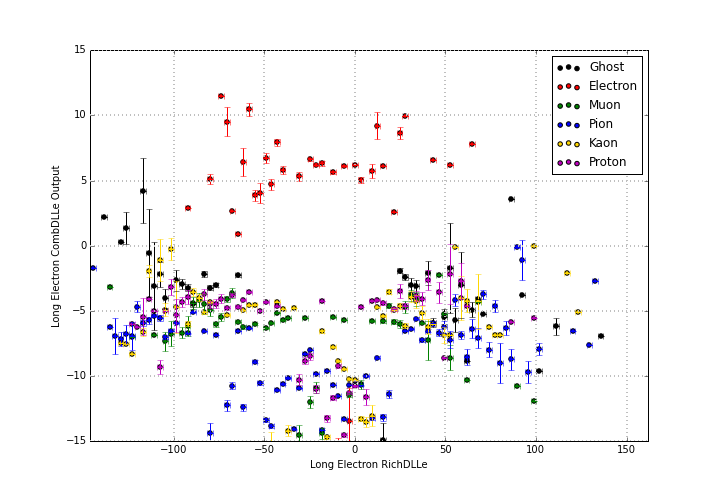 15
10
5
0
−5
−10
−15
−100
−50
0
50
100
150
Long Electron CombDLLe Output
Long Electron RichDLLe
Ghost
Electron
Muon
Pion
Kaon
Proton